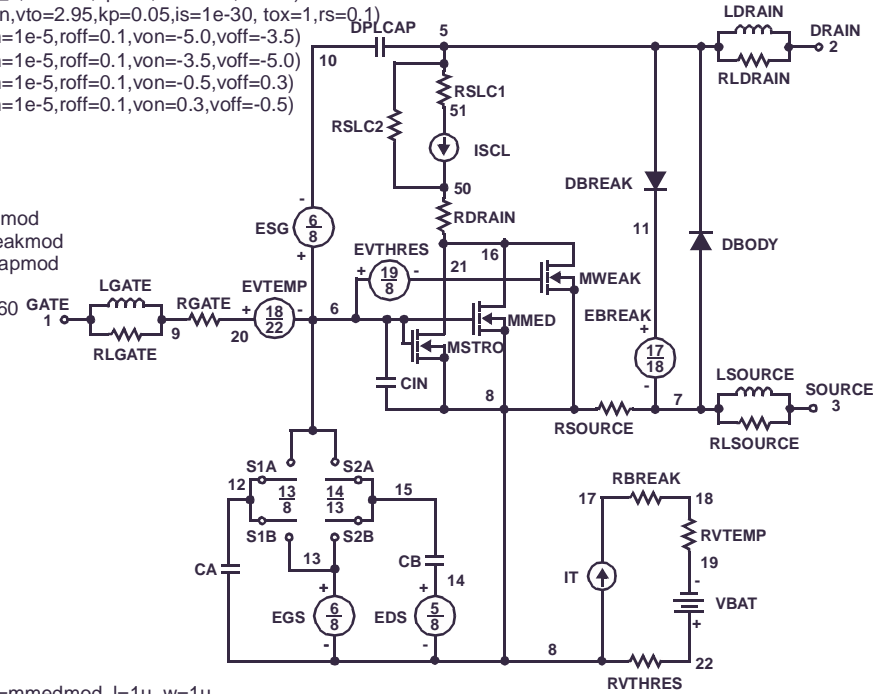 n,vto=2.95,kp=0.05,is=1e-30, tox=1,rs=0.1)
n=1e-5,roff=0.1,von=-5.0,voff=-3.5)
n=1e-5,roff=0.1,von=-3.5,voff=-5.0)
n=1e-5,roff=0.1,von=-0.5,voff=0.3)
n=1e-5,roff=0.1,von=0.3,voff=-0.5)
mod
eakmod
apmod
60
DPLCAP
5
10
LDRAIN
DRAIN
2
RLDRAIN
RSLC1
51
RSLC2
ISCL
50
RDRAIN
DBREAK
11
DBODY
-
ESG
6
8
+
EVTHRES
+
19
8
-
21
16
MWEAK
LGATE
GATE
1
RLGATE
9
RGATE
20
EVTEMP
+
18
22
-
6
MMED
MSTRO
EBREAK
+
17
18
-
CIN
8
RSOURCE
7
LSOURCE
SOURCE
3
RLSOURCE
S1A
S2A
12
13
8
14
13
15
S1B
S2B
13
CA
CB
14
+
EGS
6
8
-
+
EDS
5
8
-
RBREAK
17
18
RVTEMP
19
IT
-
VBAT
+
8
22
RVTHRES
=mmedmod l=1u w=1u